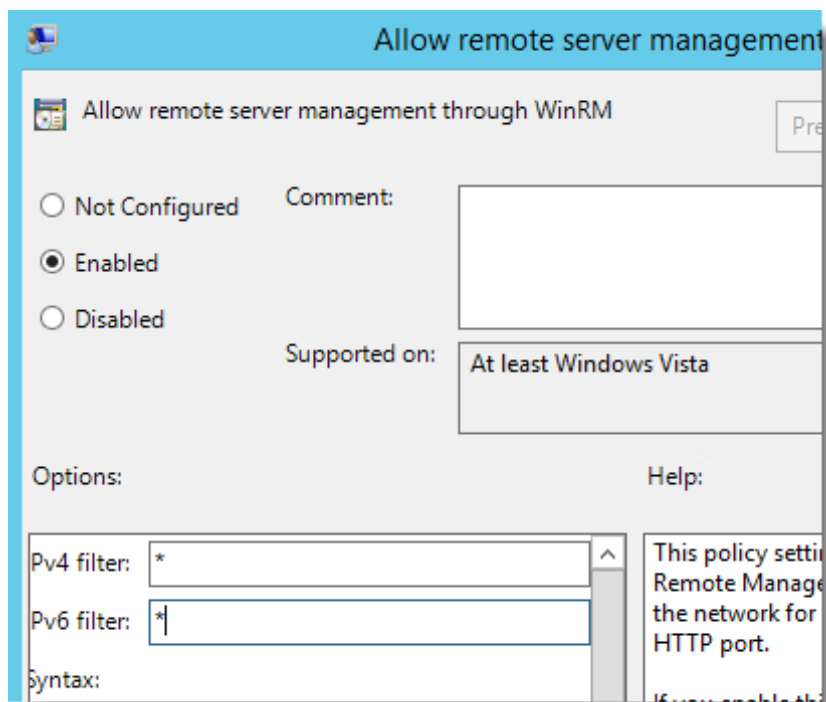 Allow remote server management
Allow remote server management through WinRM
Pre
Not Configured
Comment:
Enabled
Disabled
Supported on:
At least Windows Vista
Options:
Help:
Pv4 filter:
*
Pv6 filter:
*
Syntax:
This policy setti
Remote Manage
the network for
HTTP port.
If you enable thi